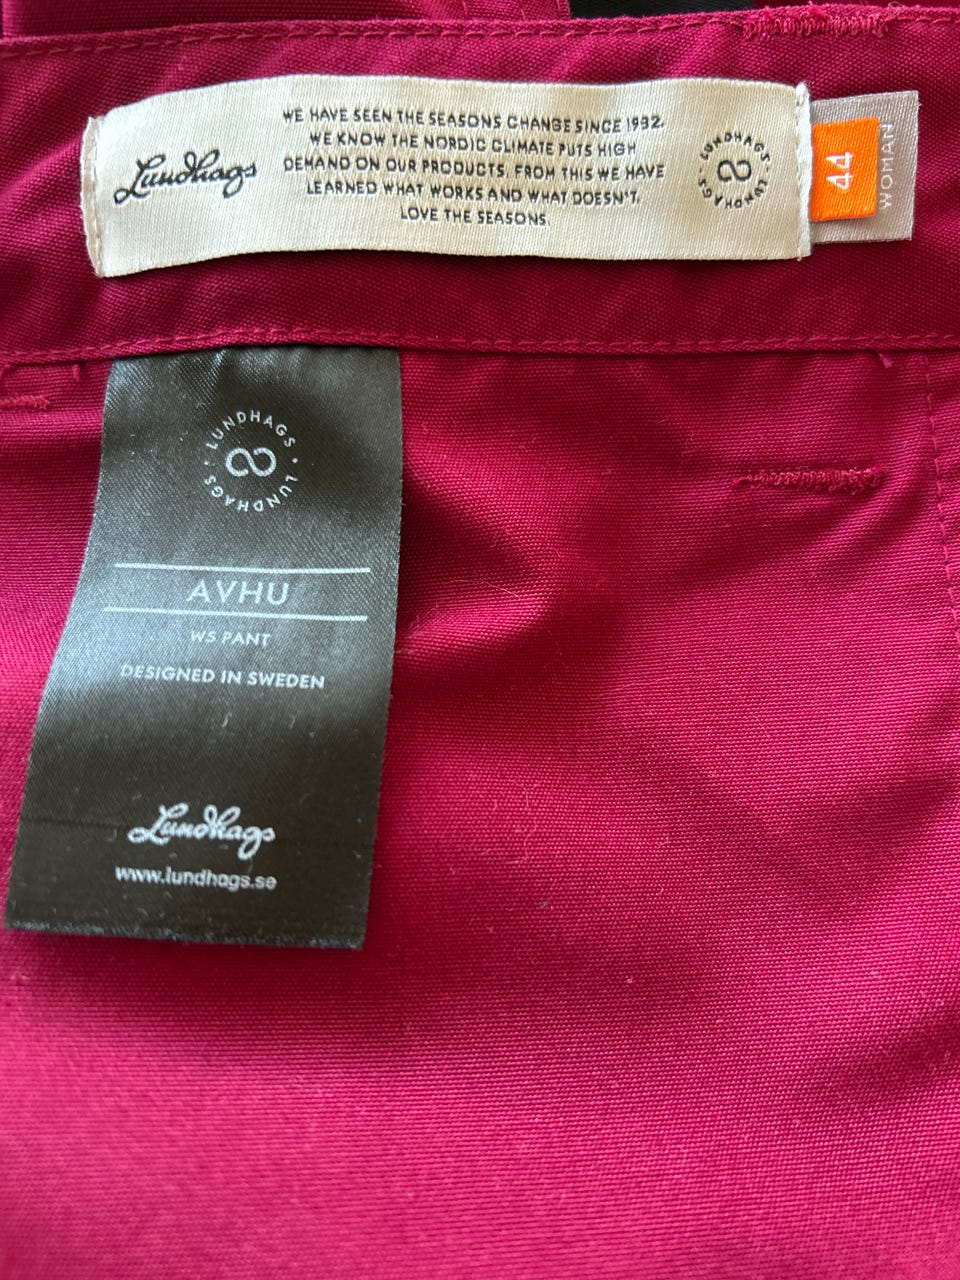 Lundhags
WE HAVE SEEN THE SEASONS CHANGE SINCE 1932.
WE KNOW THE NORDIC CLIMATE PUTS HIGH
DEMAND ON OUR PRODUCTS. FROM THIS WE HAVE
LEARNED WHAT WORKS AND WHAT DOESN'T.
LOVE THE SEASONS
LUNDHAGS · LUNDHAGS ·
44
WOMAN
LUNDHAGS · LUNDHAGS ·
AVHU
WS PANT
DESIGNED IN SWEDEN
Lundhags
www.lundhags.se